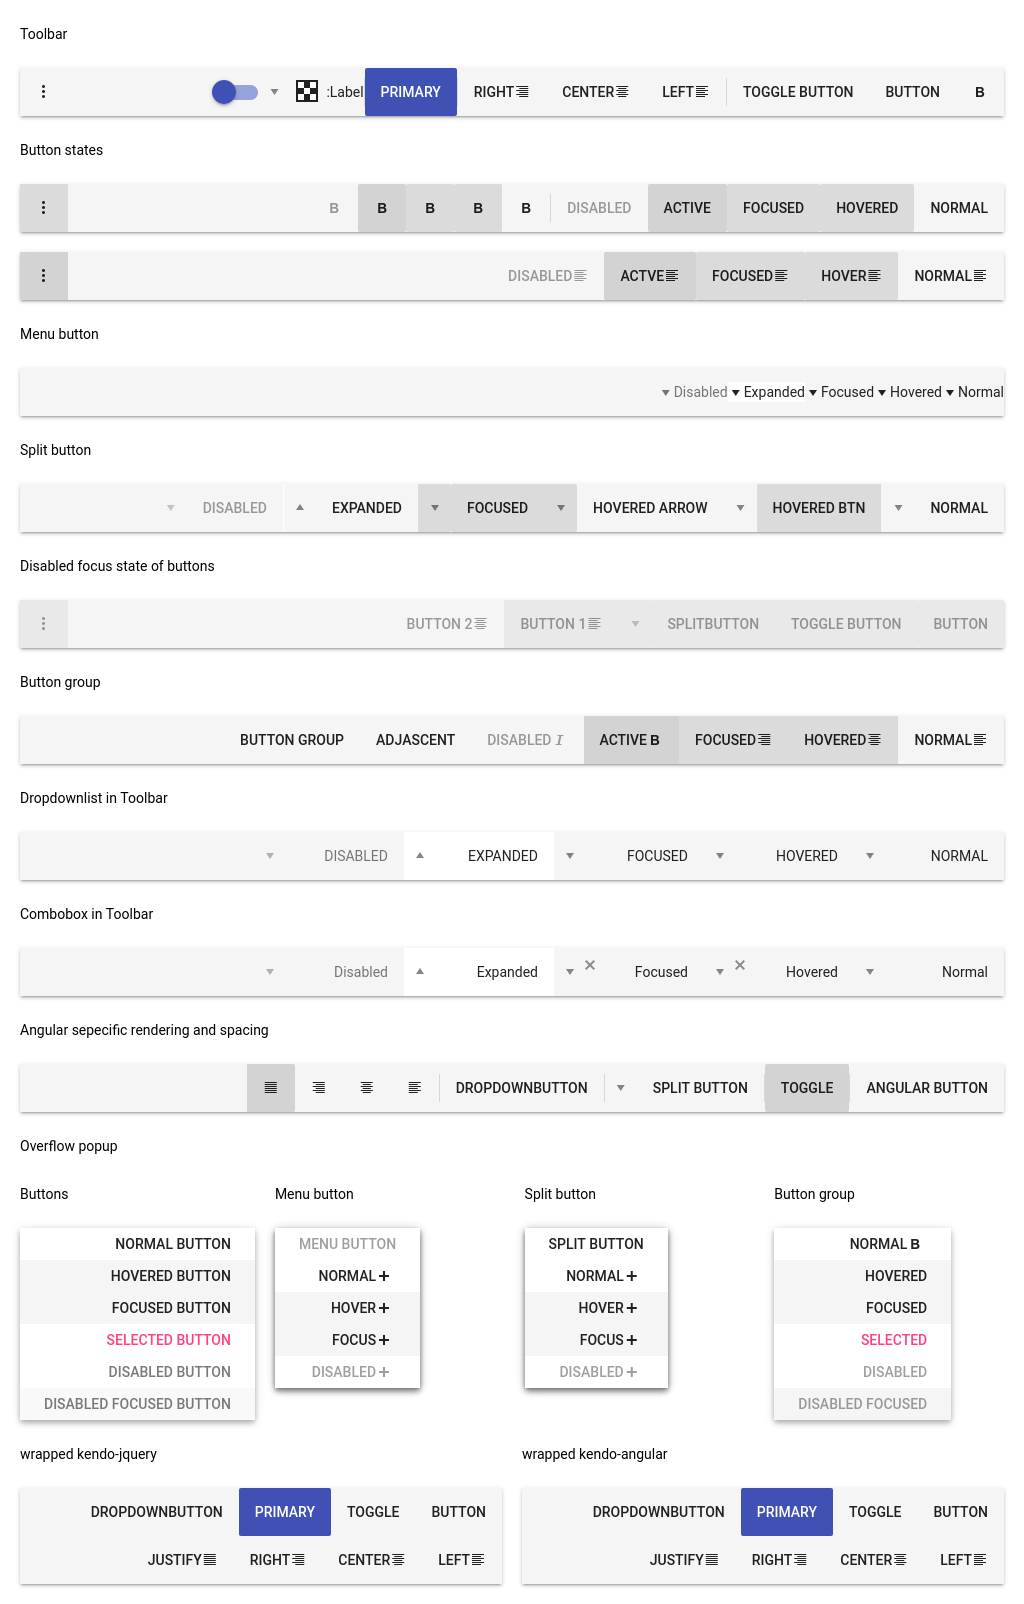 Toolbar
:Label PRIMARY RIGHT CENTER LEFT TOGGLE BUTTON BUTTON B
Button states
B B B B B DISABLED ACTIVE FOCUSED HOVERED NORMAL
DISABLED ACTVE FOCUSED HOVER NORMAL
Menu button
Disabled Expanded Focused Hovered Normal
Split button
DISABLED EXPANDED FOCUSED HOVERED ARROW HOVERED BTN NORMAL
Disabled focus state of buttons
BUTTON 2 BUTTON 1 SPLITBUTTON TOGGLE BUTTON BUTTON
Button group
BUTTON GROUP ADJASCENT DISABLED I ACTIVE B FOCUSED HOVERED NORMAL
Dropdownlist in Toolbar
DISABLED EXPANDED FOCUSED HOVERED NORMAL
Combobox in Toolbar
Disabled Expanded Focused Hovered Normal
Angular sepecific rendering and spacing
DROPDOWNBUTTON SPLIT BUTTON TOGGLE ANGULAR BUTTON
Overflow popup
Buttons
NORMAL BUTTON
HOVERED BUTTON
FOCUSED BUTTON
SELECTED BUTTON
DISABLED BUTTON
DISABLED FOCUSED BUTTON
Menu button
MENU BUTTON
NORMAL
HOVER
FOCUS
DISABLED
Split button
SPLIT BUTTON
NORMAL
HOVER
FOCUS
DISABLED
Button group
NORMAL B
HOVERED
FOCUSED
SELECTED
DISABLED
DISABLED FOCUSED
wrapped kendo-jquery
DROPDOWNBUTTON PRIMARY TOGGLE BUTTON
JUSTIFY RIGHT CENTER LEFT
wrapped kendo-angular
DROPDOWNBUTTON PRIMARY TOGGLE BUTTON
JUSTIFY RIGHT CENTER LEFT